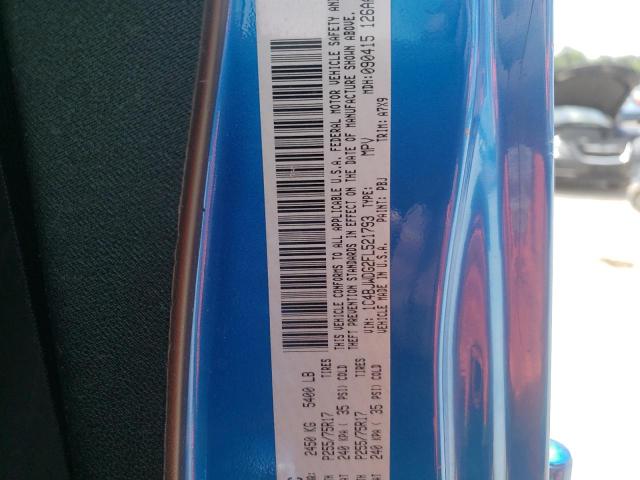 2450 KG 5400 LB
P255/75R17 TIRES
240 KPA ( 35 PSI) COLD
P255/75R17 TIRES
240 KPA ( 35 PSI) COLD
THIS VEHICLE CONFORMS TO ALL APPLICABLE U.S.A. FEDERAL MOTOR VEHICLE SAFETY AND
THEFT PREVENTION STANDARDS IN EFFECT ON THE DATE OF MANUFACTURE SHOWN ABOVE.
VIN: 1C4BJWDG2FL521793 TYPE: MPV MDH:090415 126
VEHICLE MADE IN U.S.A. PAINT: PBJ TRIM: A7X9